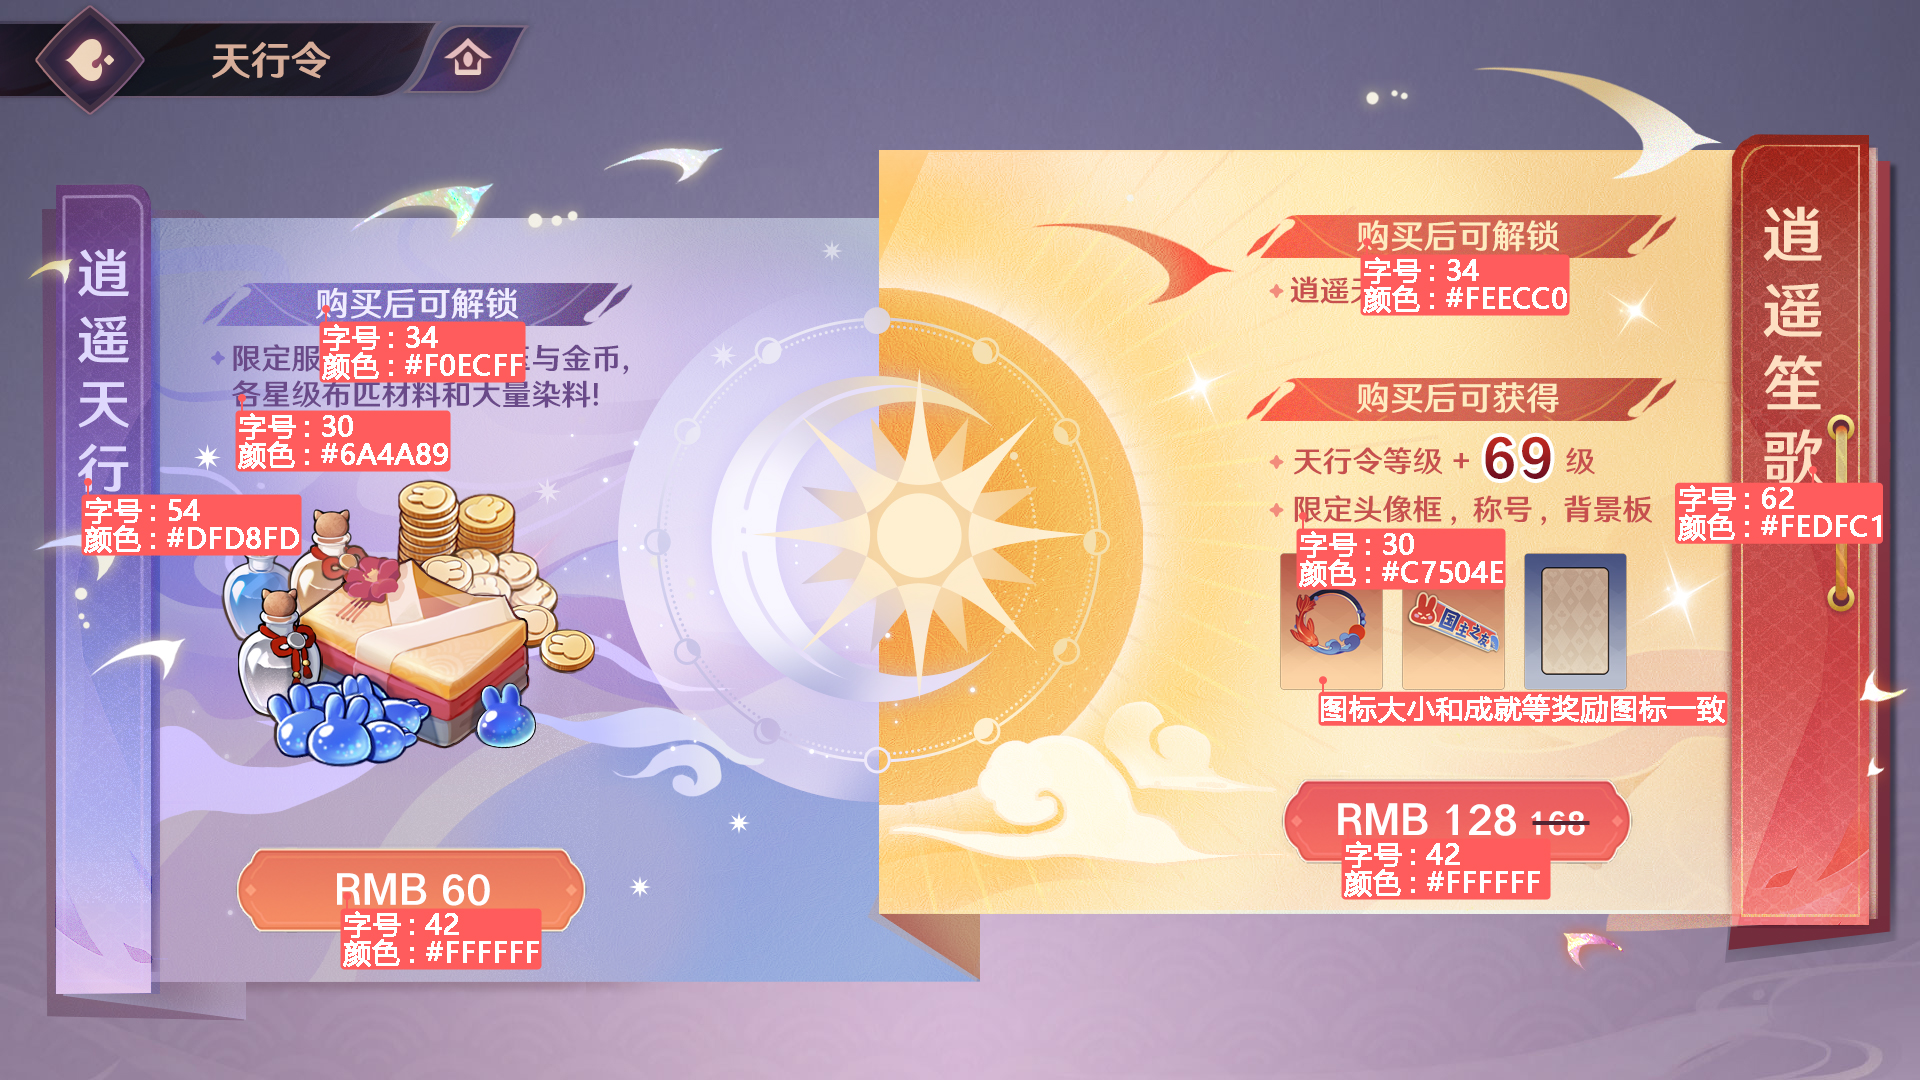 天行令
逍遥天行
购买后可解锁
字号：34
颜色：#F0ECFF
限定服 与金币，
各星级布匹材料和大量染料!
字号：30
颜色：#6A4A89
字号：54
颜色：#DFD8FD
RMB 60
字号：42
颜色：#FFFFFF
购买后可解锁
字号：34
颜色：#FEECC0
逍遥
购买后可获得
天行令等级 + 69 级
限定头像框，称号，背景板
字号：30
颜色：#C7504E
国主之友
图标大小和成就等奖励图标一致
RMB 128 168
字号：42
颜色：#FFFFFF
逍遥笙歌
字号：62
颜色：#FEDFC1